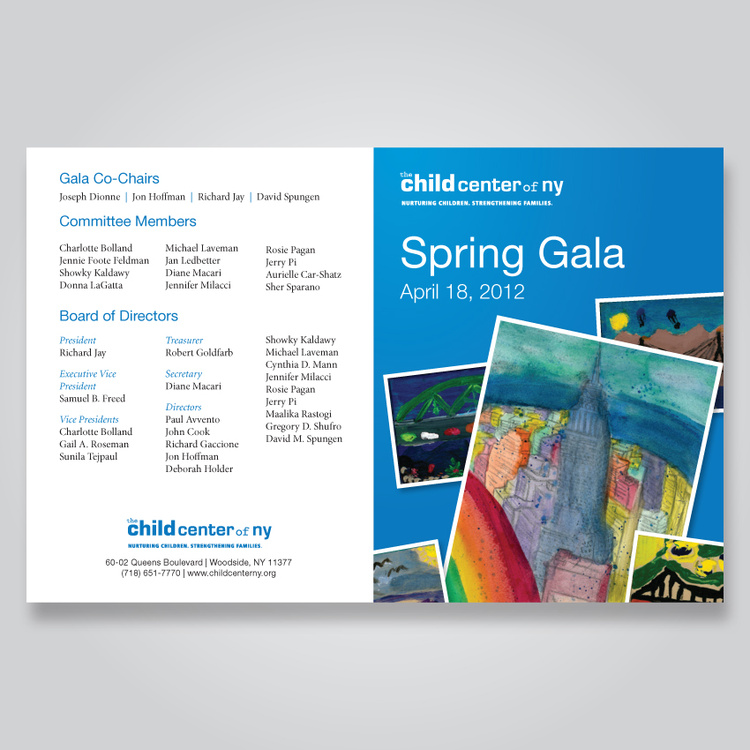 Gala Co-Chairs
Joseph Dionne | Jon Hoffman | Richard Jay | David Spungen
Committee Members
Charlotte Bolland
Jennie Foote Feldman
Showky Kaldawy
Donna LaGatta
Michael Laveman
Jan Ledbetter
Diane Macari
Jennifer Milacci
Rosie Pagan
Jerry Pi
Aurielle Car-Shatz
Sher Sparano
Board of Directors
President
Richard Jay
Executive Vice
President
Samuel B. Freed
Vice Presidents
Charlotte Bolland
Gail A. Roseman
Sunila Tejpaul
Treasurer
Robert Goldfarb
Secretary
Diane Macari
Directors
Paul Avvento
John Cook
Richard Gaccione
Jon Hoffman
Deborah Holder
Showky Kaldawy
Michael Laveman
Cynthia D. Mann
Jennifer Milacci
Rosie Pagan
Jerry Pi
Maalika Rastogi
Gregory D. Shufro
David M. Spungen
the child center of ny
NURTURING CHILDREN. STRENGTHENING FAMILIES.
60-02 Queens Boulevard | Woodside, NY 11377
(718) 651-7770 | www.childcenterny.org
the child center of ny
NURTURING CHILDREN. STRENGTHENING FAMILIES.
Spring Gala
April 18, 2012